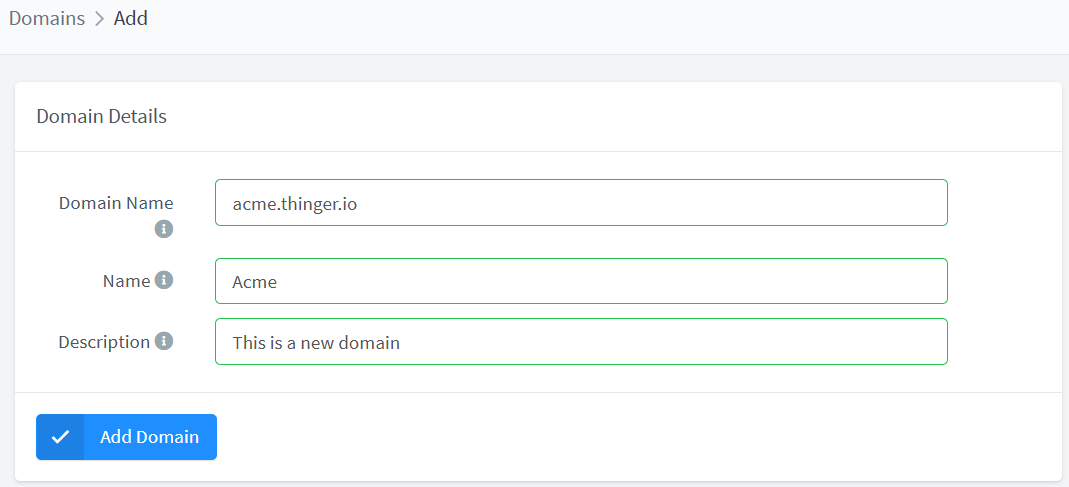 Domains > Add
Domain Details
Domain Name acme.thinger.io
Name Acme
Description This is a new domain
Add Domain